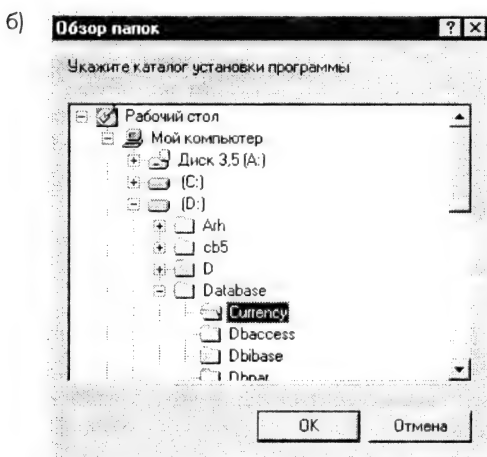 б)
Обзор папок
Укажите каталог установки программы
Рабочий стол
Мой компьютер
Диск 3,5 (A:)
(C:)
(D:)
Arh
cb5
D
Database
Currency
Dbaccess
Dbibase
Dbpar
OK
Отмена